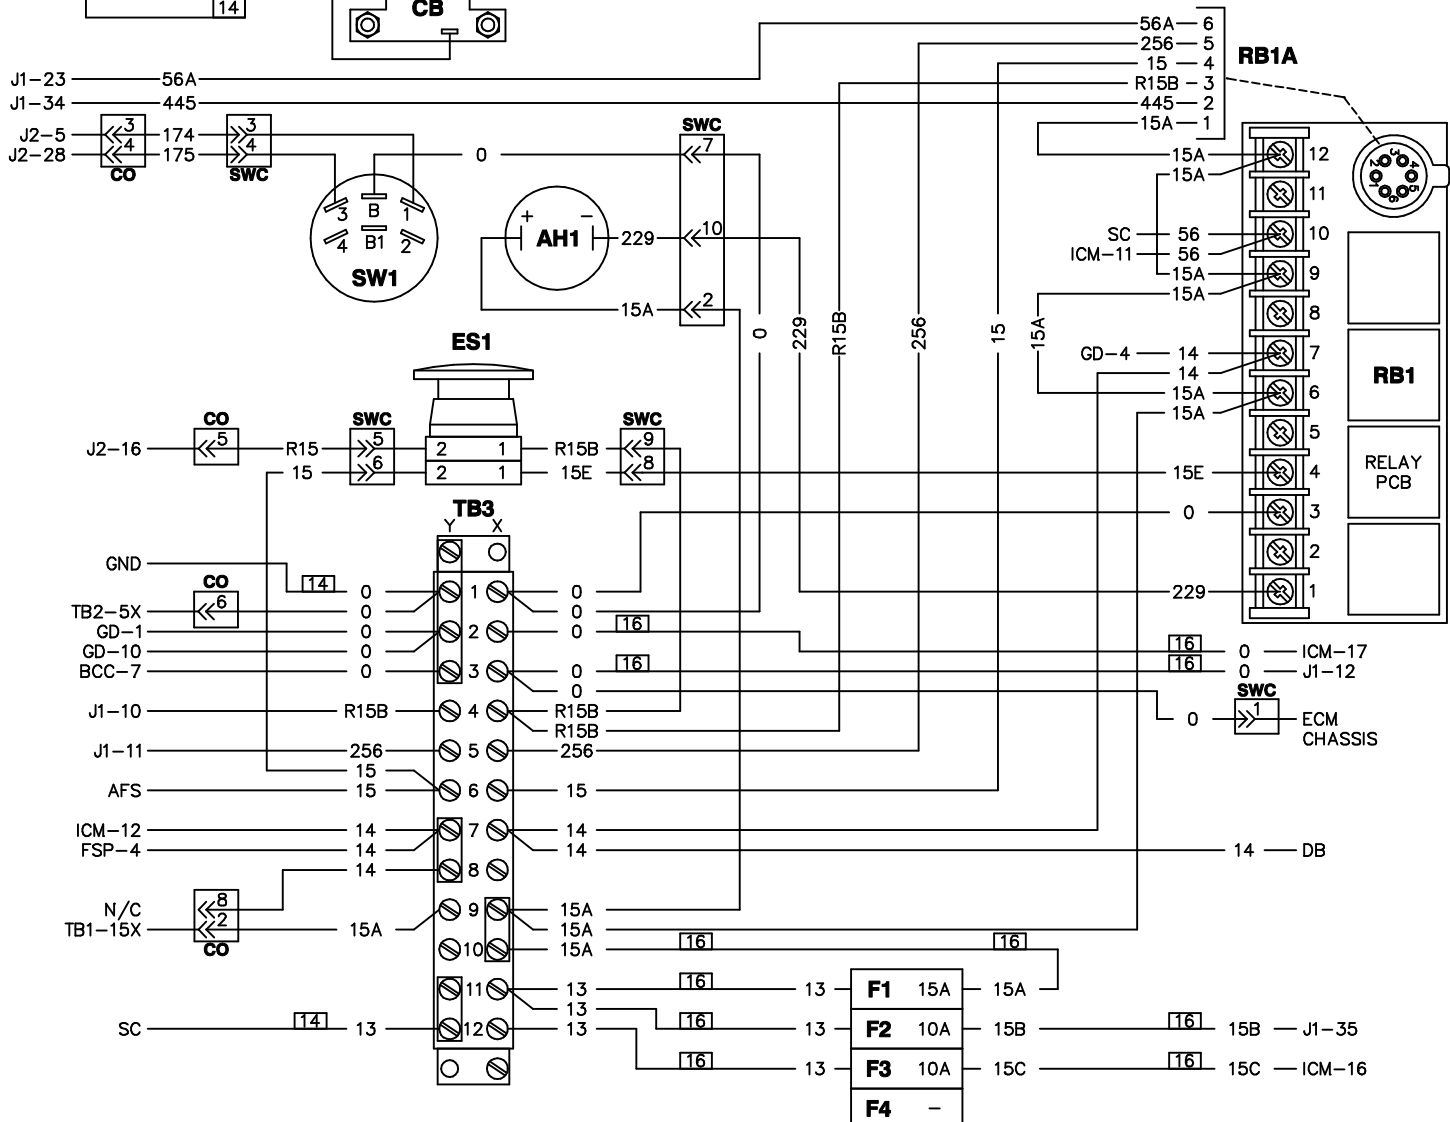 14
CB
56A 6
256 5
RB1A
15 4
J1-23 56A
R15B 3
J1-34 445
445 2
15A 1
J2-5 3 174 3
SWC
J2-28 4 175 4
0
7
15A 12
CO
SWC
15A
3 B 1
11
4 B1 2
SW1
+ -
AH1
229
10
SC 56 10
ICM-11 56
15A 9
15A
15A 2
8
0 229 R15B 256 15 15A
1 2 3 4 5 6
ES1
GD-4 14 7
14
RB1
15A 6
15A
CO
SWC
SWC
5
J2-16 5 R15 5 2 1 R15B 9
15 6 2 1 15E 8
15E 4
RELAY
PCB
TB3
Y X
0 3
2
GND
14 0 1 0
229 1
CO
TB2-5X 6 0
0
GD-1 0 2 0 16
GD-10 0
16 0 ICM-17
BCC-7 0 3 0 16
16 0 J1-12
0
SWC
J1-10 R15B 4 R15B
0 1 ECM
CHASSIS
R15B
J1-11 256 5 256
15
AFS 15 6 15
ICM-12 14 7 14
FSP-4 14
14 14 DB
14 8
N/C 8
9 15A
TB1-15X 2 15A
15A
CO
10 15A 16 16
11 13 16 13 F1 15A 15A
13
SC 14 13 12 13
16 13 F2 10A 15B 16 15B J1-35
16 13 F3 10A 15C 16 15C ICM-16
F4 -